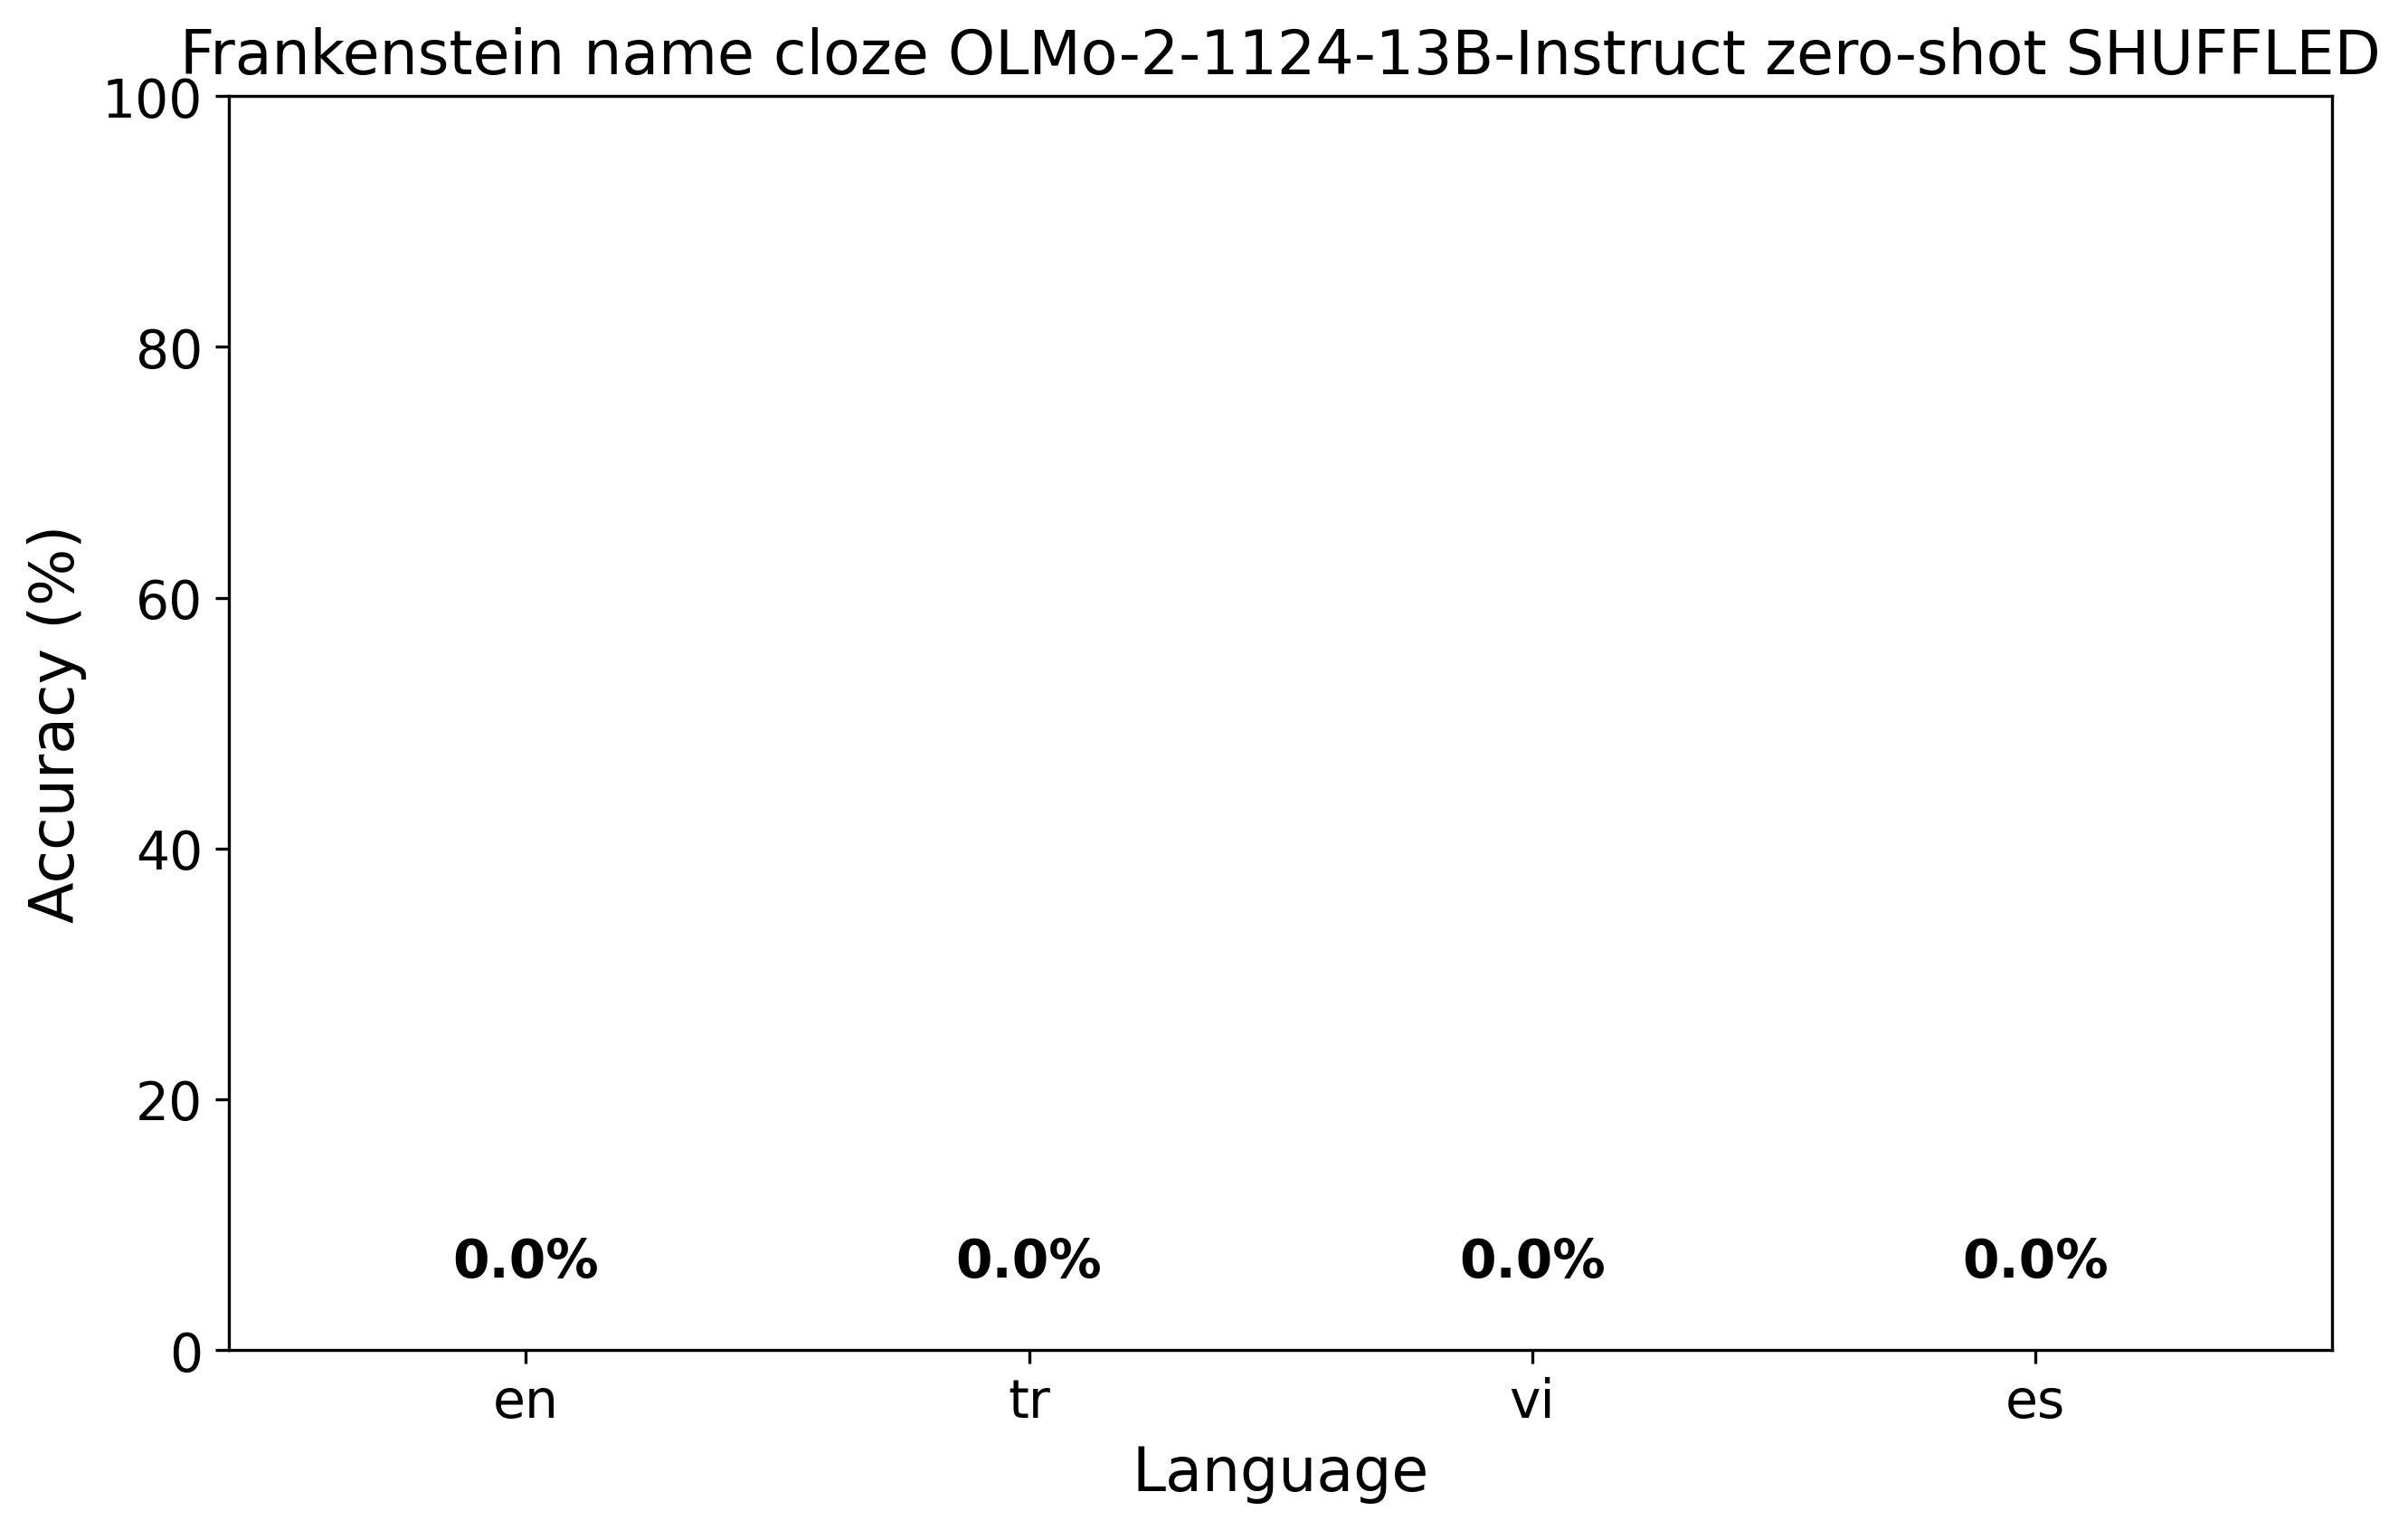 Frankenstein name cloze OLMo-2-1124-13B-Instruct zero-shot SHUFFLED
100
80
60
40
20
0
Accuracy (%)
0.0% 0.0% 0.0% 0.0%
en tr vi es
Language